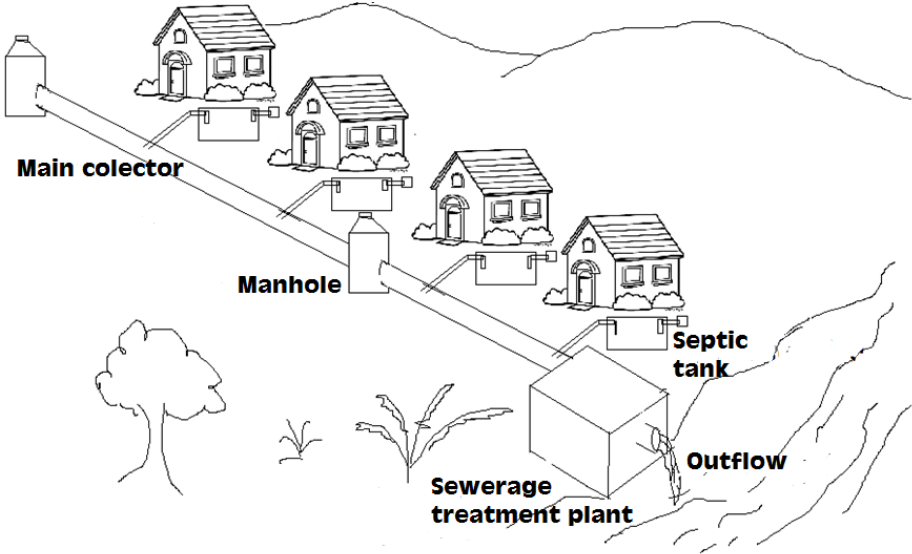 Main colector
Manhole
Septic
tank
Outflow
Sewerage
treatment plant